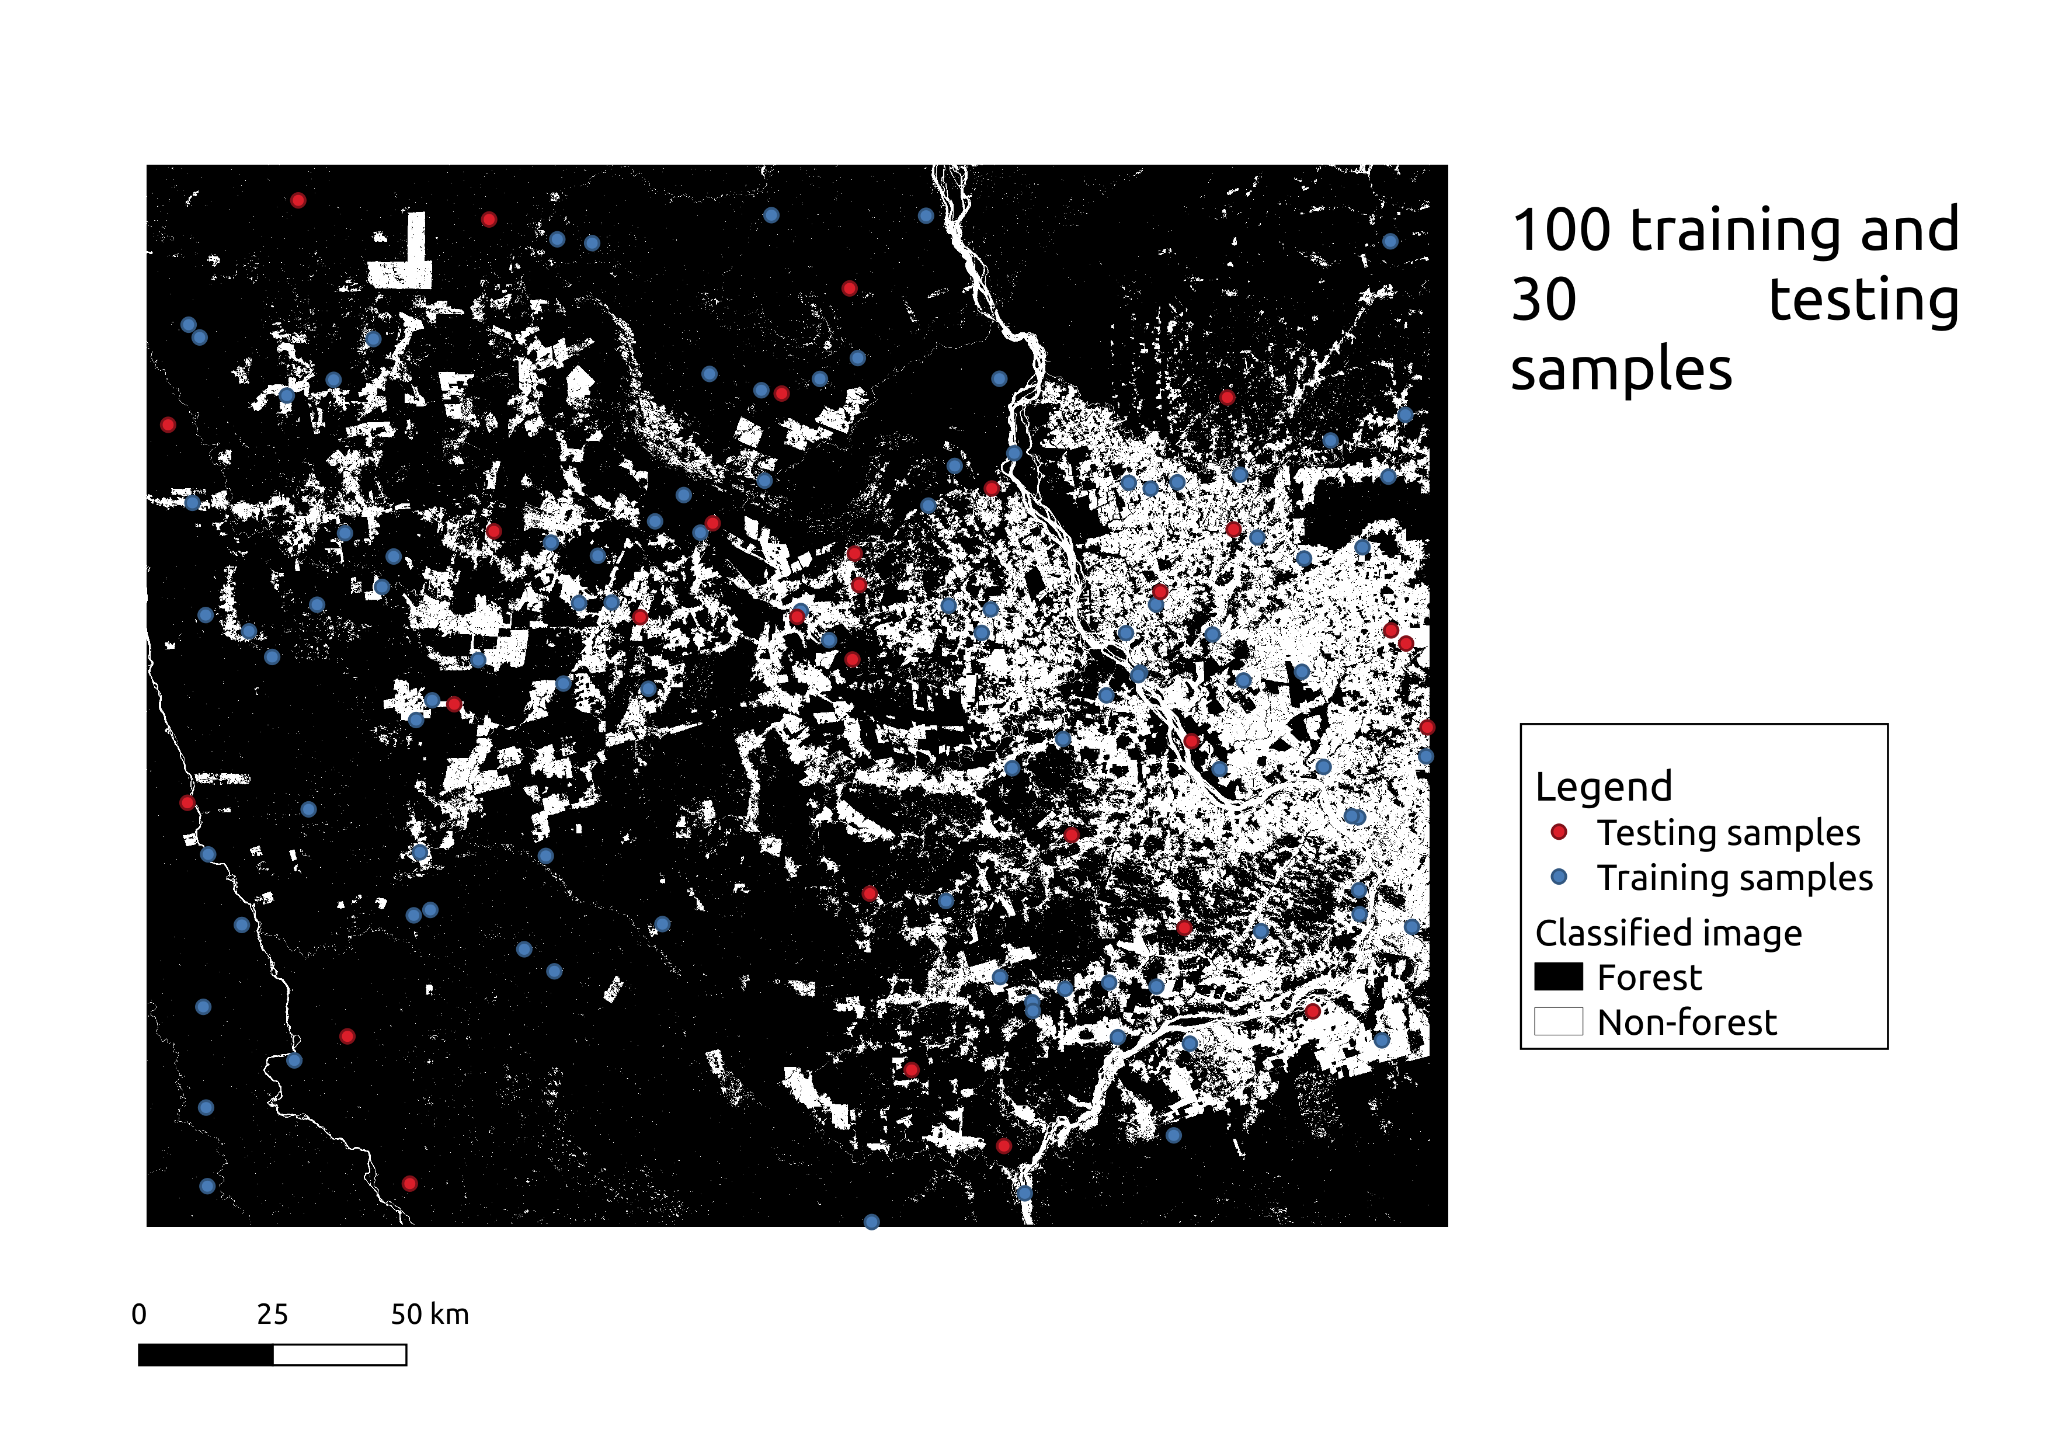 100 training and
30 testing
samples
Legend
Testing samples
Training samples
Classified image
Forest
Non-forest
0 25 50 km